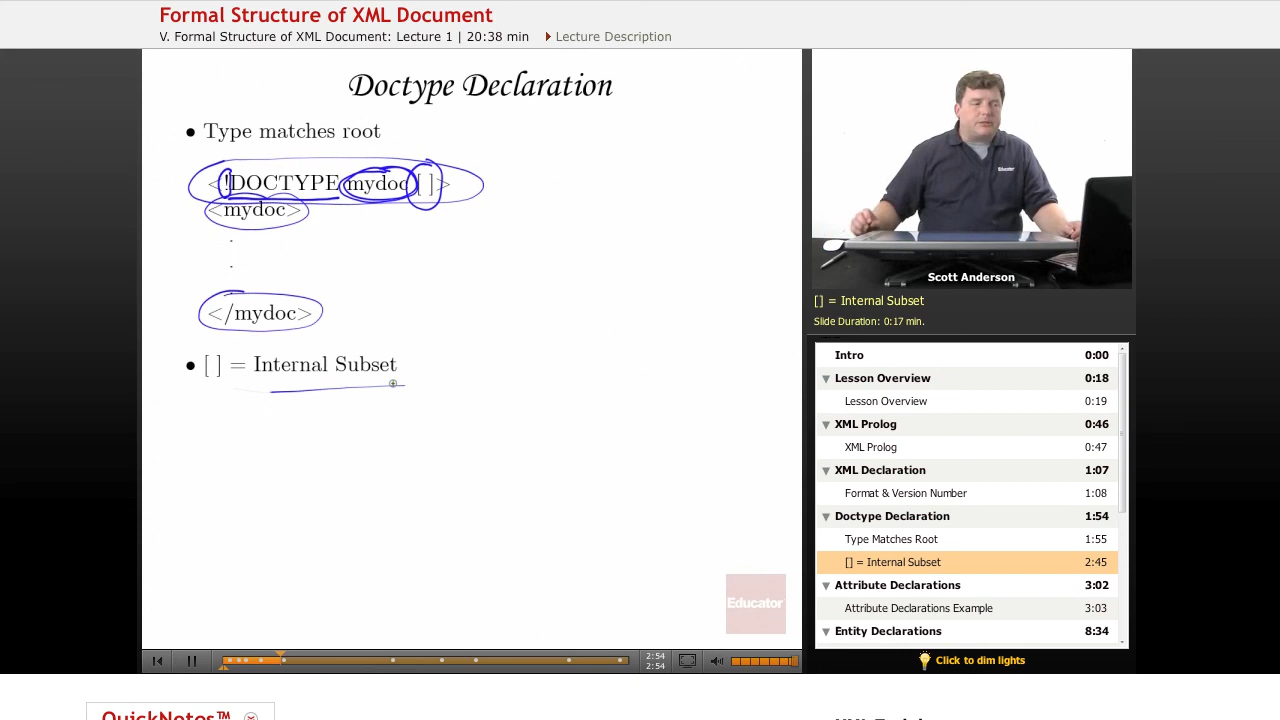 Formal Structure of XML Document
V. Formal Structure of XML Document: Lecture 1 | 20:38 min
Lecture Description
Doctype Declaration
• Type matches root
<!DOCTYPE mydoc [ ]>
<mydoc>
.
.
.
</mydoc>
• [ ] = Internal Subset
Educator
2:54
2:54
Educator
Scott Anderson
[] = Internal Subset
Slide Duration: 0:17 min.
Intro 0:00
Lesson Overview 0:18
Lesson Overview 0:19
XML Prolog 0:46
XML Prolog 0:47
XML Declaration 1:07
Format & Version Number 1:08
Doctype Declaration 1:54
Type Matches Root 1:55
[] = Internal Subset 2:45
Attribute Declarations 3:02
Attribute Declarations Example 3:03
Entity Declarations 8:34
Click to dim lights
QuickNotes™